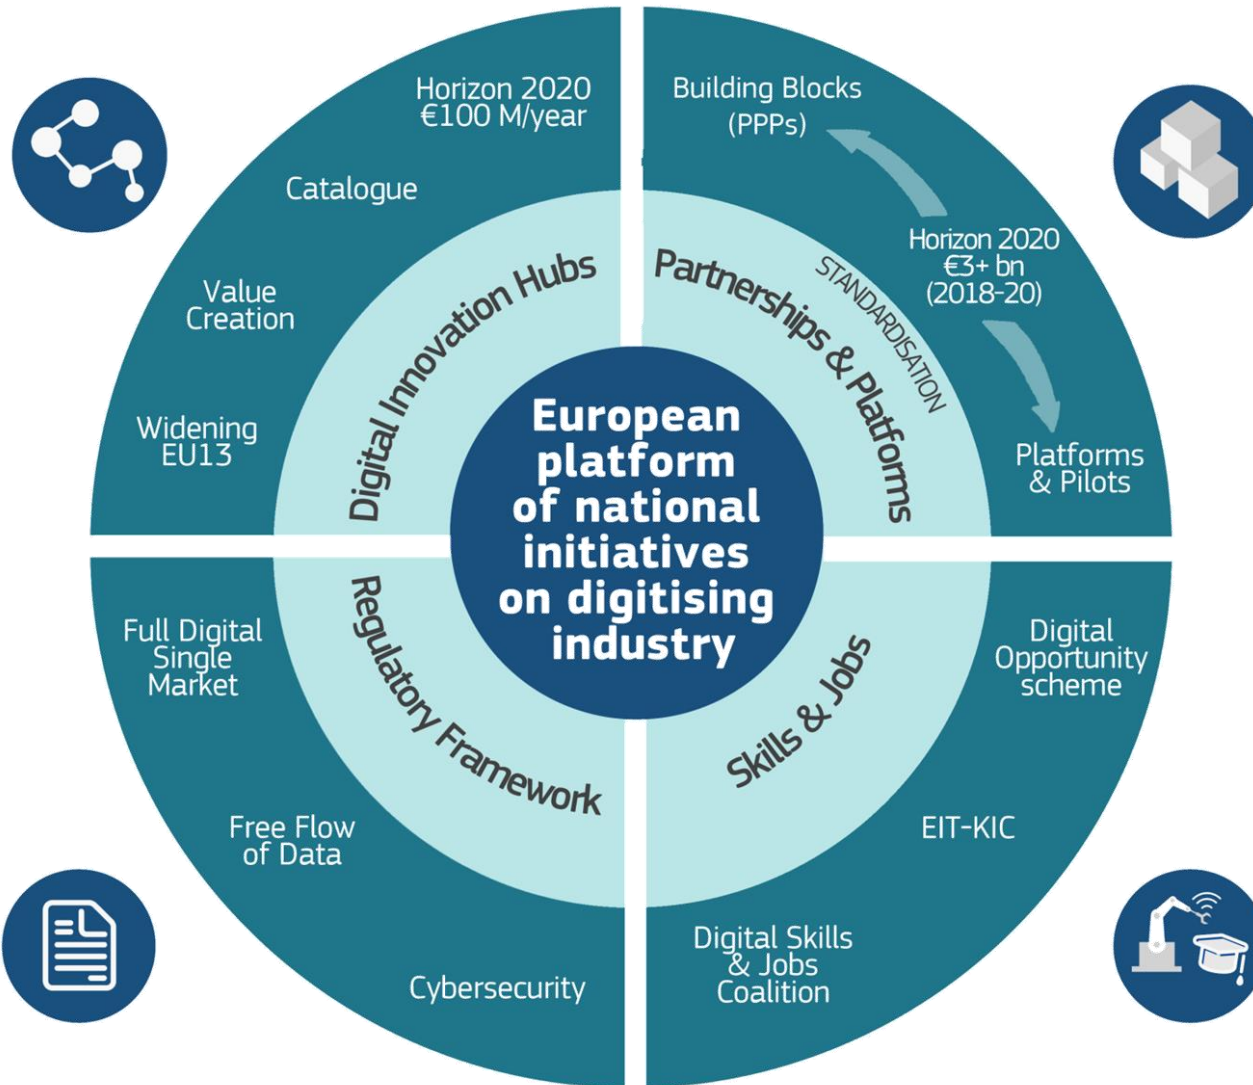 Horizon 2020
€100 M/year
Catalogue
Value
Creation
Widening
EU13
Digital Innovation Hubs
Building Blocks
(PPPs)
Horizon 2020
€3+ bn
(2018-20)
Platforms
& Pilots
STANDARDISATION
Partnerships & Platforms
European
platform
of national
initiatives
on digitising
industry
Full Digital
Single
Market
Free Flow
of Data
Cybersecurity
Regulatory Framework
Skills & Jobs
Digital
Opportunity
scheme
EIT-KIC
Digital Skills
& Jobs
Coalition